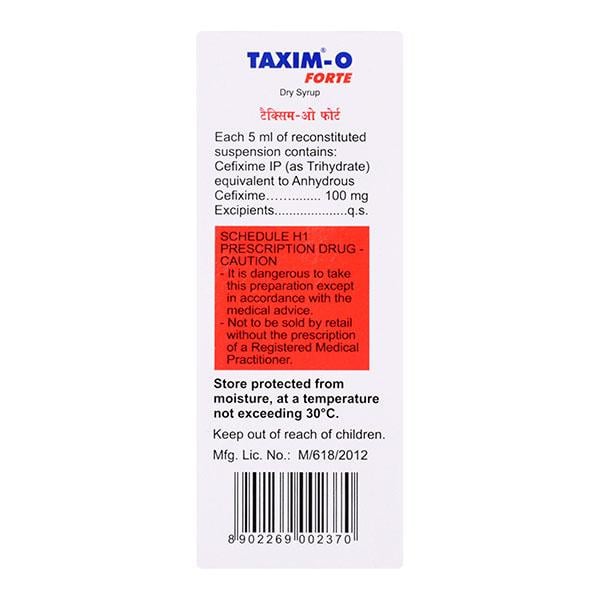 TAXIM®-O
FORTE
Dry Syrup
टैक्सिम-ओ फोर्ट
Each 5 ml of reconstituted
suspension contains:
Cefixime IP (as Trihydrate)
equivalent to Anhydrous
Cefixime.............. 100 mg
Excipients...................q.s.
SCHEDULE H1
PRESCRIPTION DRUG -
CAUTION
- It is dangerous to take
this preparation except
in accordance with the
medical advice.
- Not to be sold by retail
without the prescription
of a Registered Medical
Practitioner.
Store protected from
moisture, at a temperature
not exceeding 30°C.
Keep out of reach of children.
Mfg. Lic. No.: M/618/2012
8 902269 002370